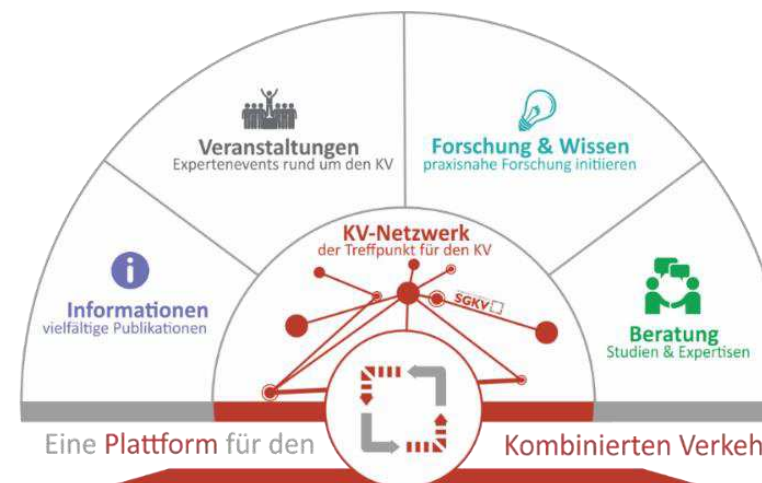 Veranstaltungen
Expertenevents rund um den KV
Forschung & Wissen
praxisnahe Forschung initiieren
KV-Netzwerk
der Treffpunkt für den KV
i
Informationen
vielfältige Publikationen
SGKV
Beratung
Studien & Expertisen
Eine Plattform für den Kombinierten Verkeh